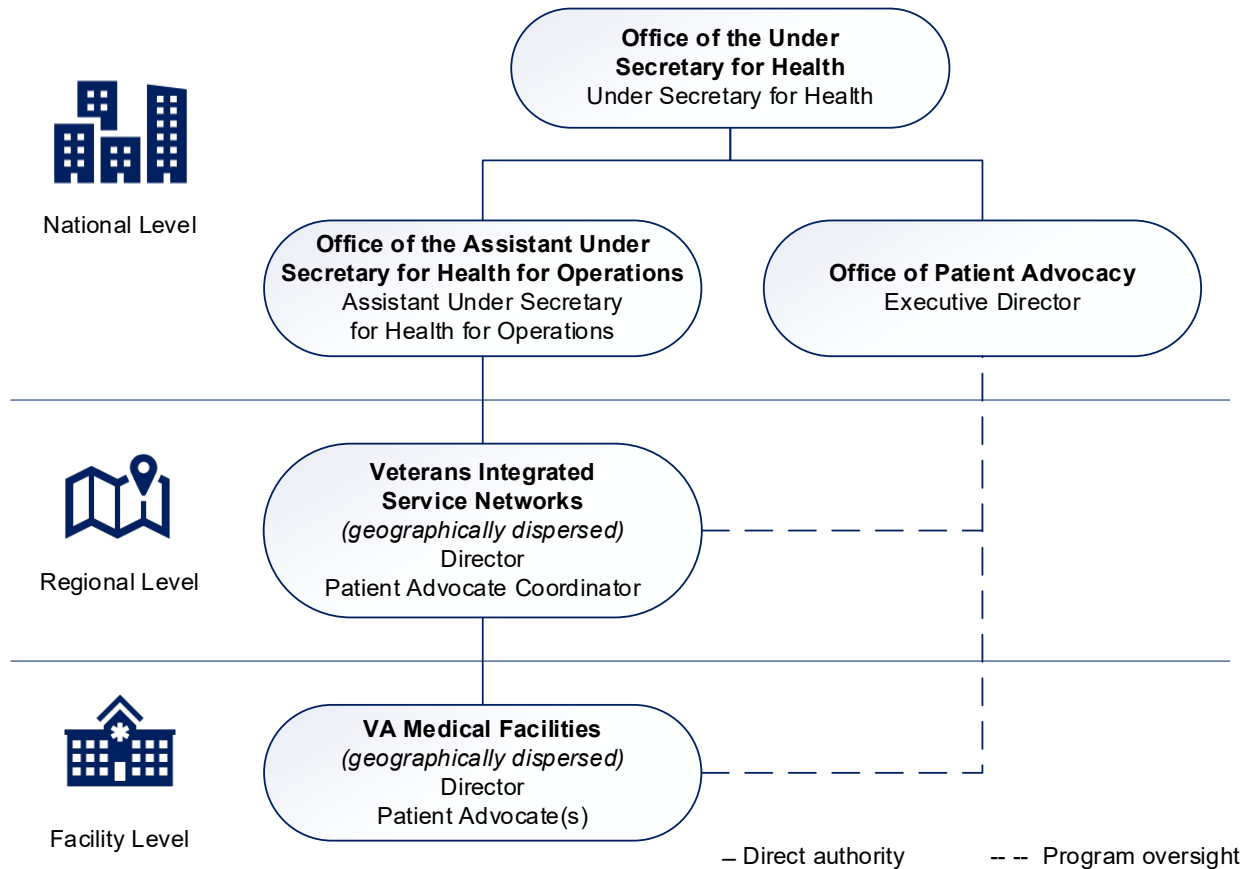 Office of the Under
Secretary for Health
Under Secretary for Health
National Level
Office of the Assistant Under
Secretary for Health for Operations
Assistant Under Secretary
for Health for Operations
Office of Patient Advocacy
Executive Director
Veterans Integrated
Service Networks
(geographically dispersed)
Director
Patient Advocate Coordinator
Regional Level
VA Medical Facilities
(geographically dispersed)
Director
Patient Advocate(s)
Facility Level
– Direct authority
-- -- Program oversight